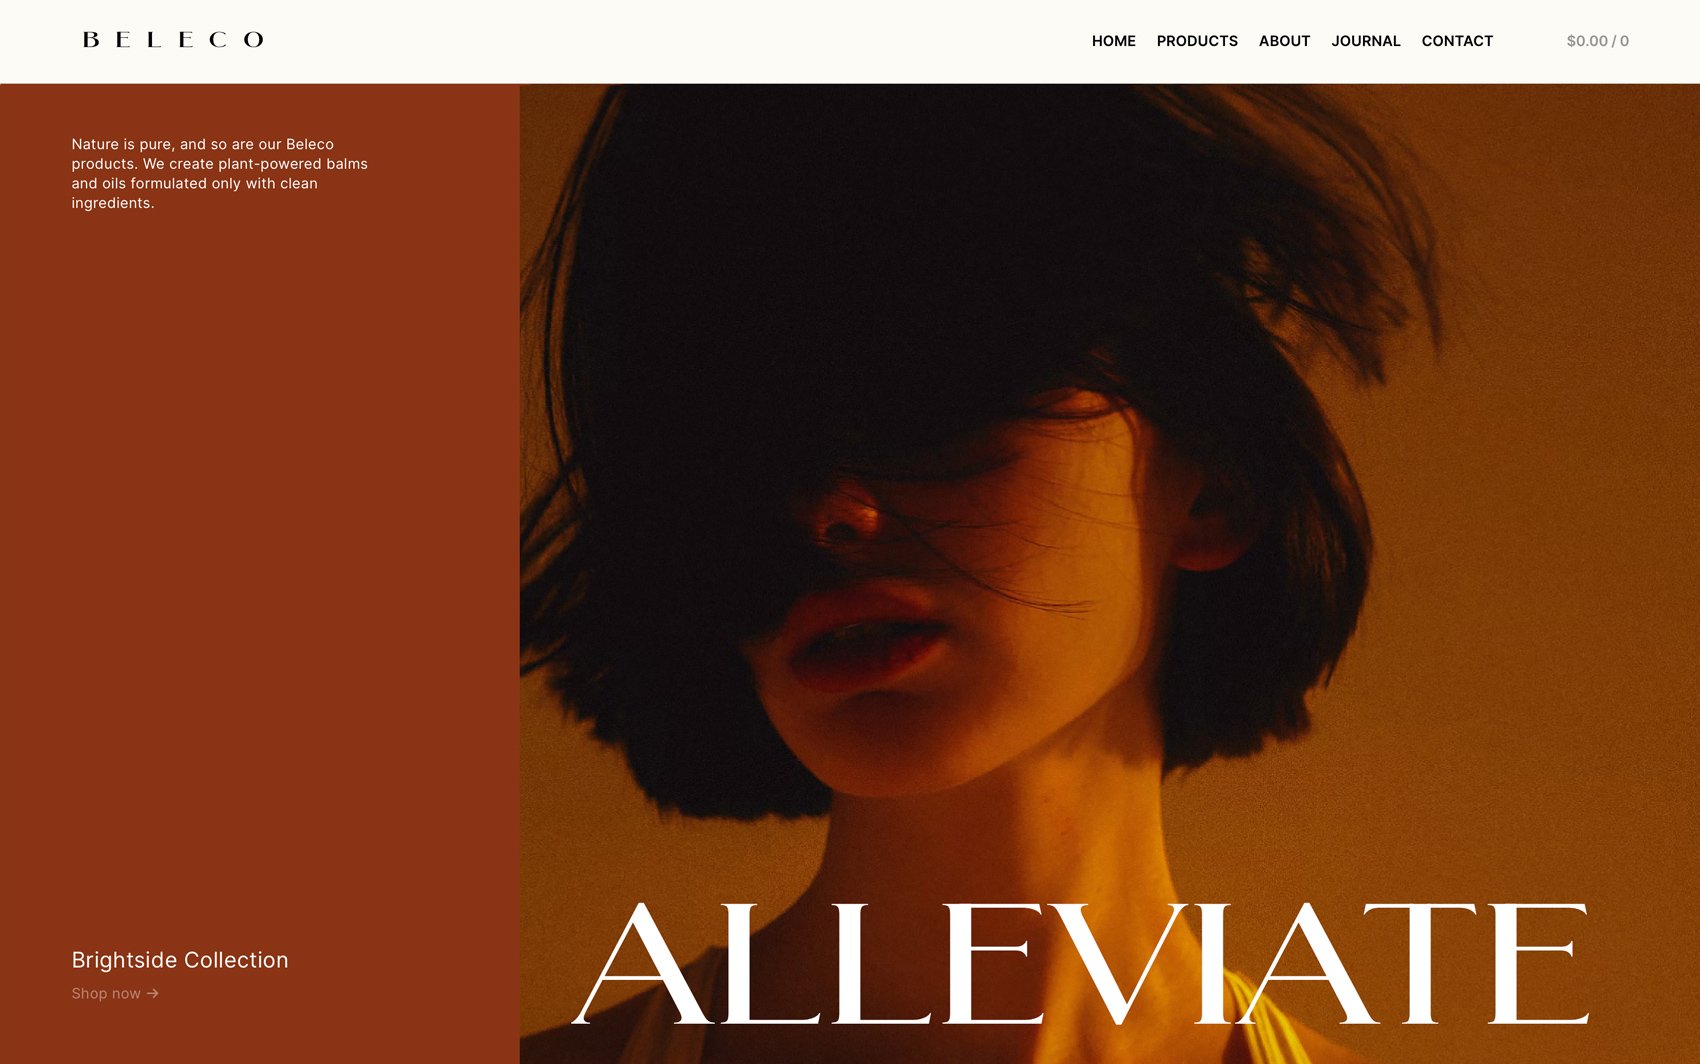 BELECO
HOME PRODUCTS ABOUT JOURNAL CONTACT $0.00 / 0
Nature is pure, and so are our Beleco
products. We create plant-powered balms
and oils formulated only with clean
ingredients.
Brightside Collection
Shop now →
ALLEVIATE